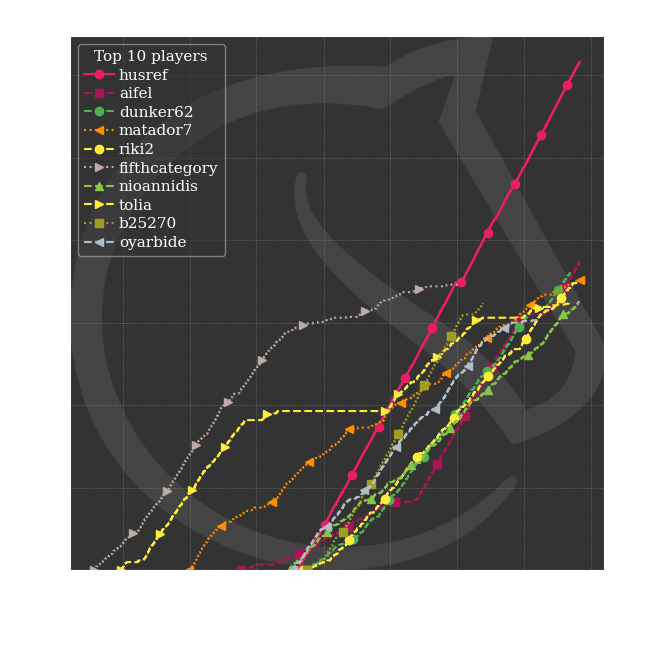 Top 10 players
husref
aifel
dunker62
matador7
riki2
fifthcategory
nioannidis
tolia
b25270
oyarbide